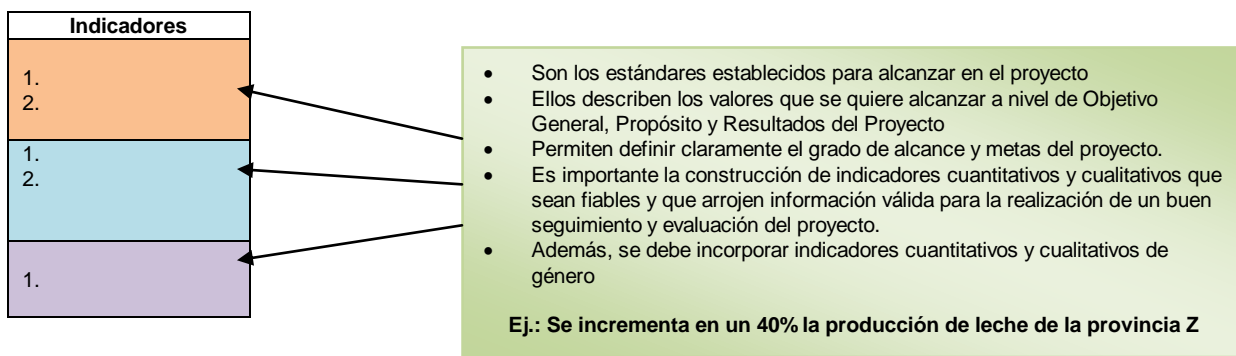 Indicadores
1.
2.
1.
2.
1.
• Son los estándares establecidos para alcanzar en el proyecto
• Ellos describen los valores que se quiere alcanzar a nivel de Objetivo
General, Propósito y Resultados del Proyecto
• Permiten definir claramente el grado de alcance y metas del proyecto.
• Es importante la construcción de indicadores cuantitativos y cualitativos que
sean fiables y que arrojen información válida para la realización de un buen
seguimiento y evaluación del proyecto.
• Además, se debe incorporar indicadores cuantitativos y cualitativos de
género
Ej.: Se incrementa en un 40% la producción de leche de la provincia Z